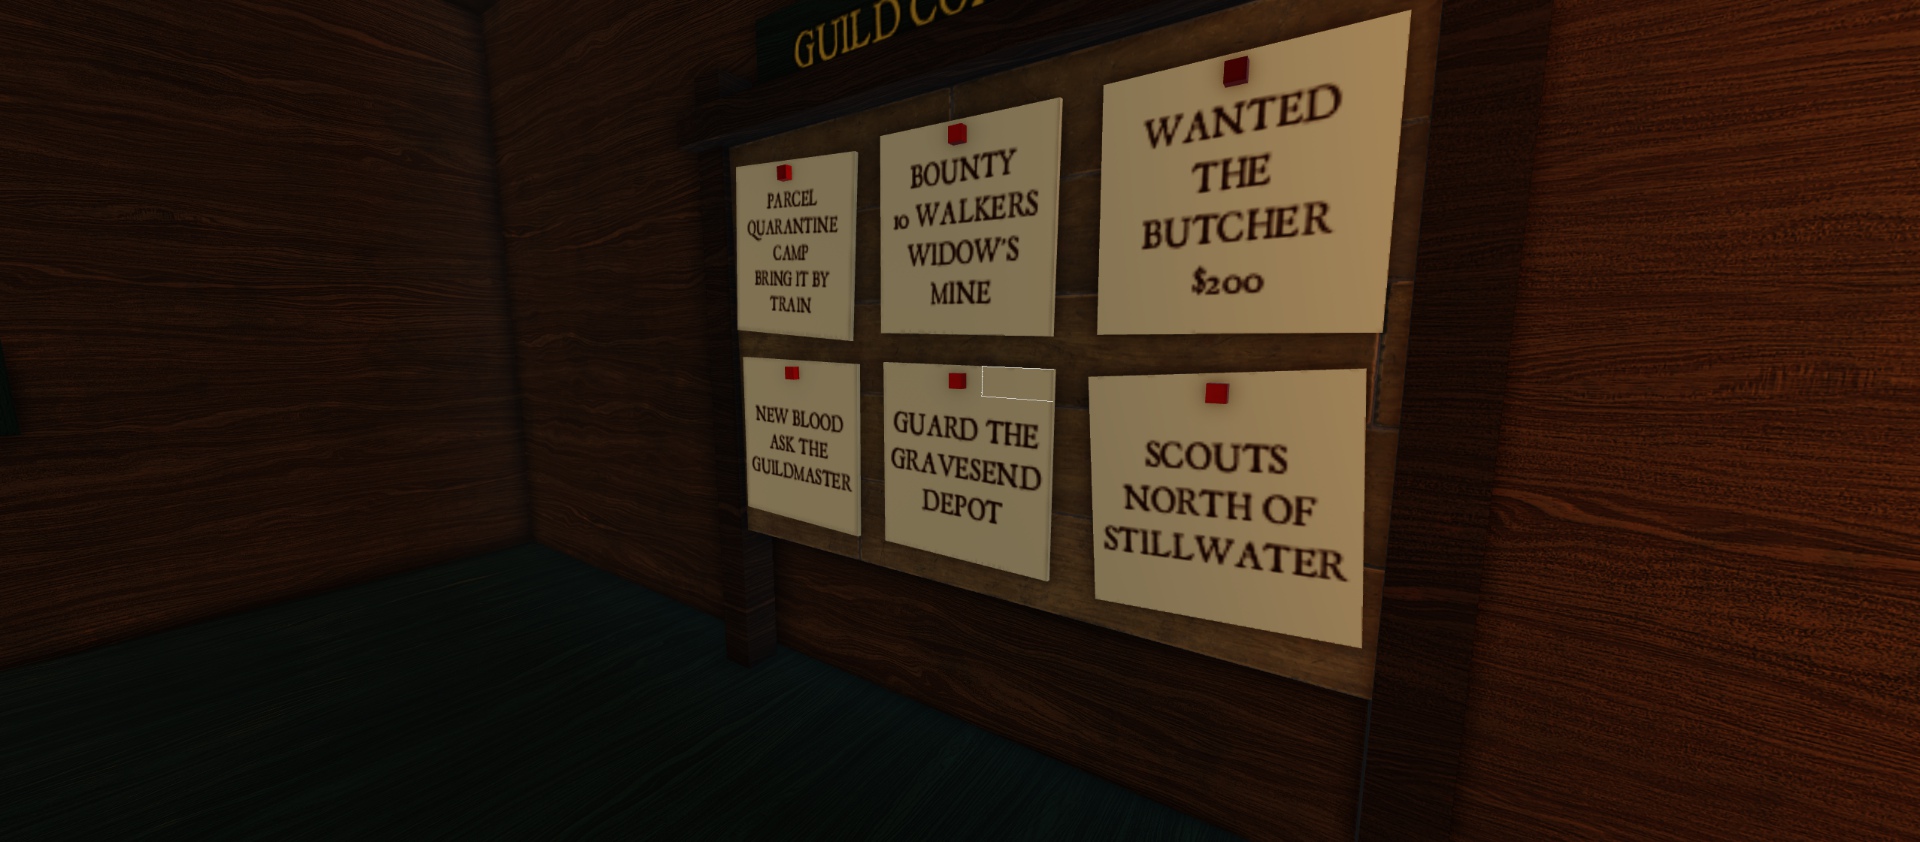 GUILD
PARCEL
QUARANTINE
CAMP
BRING IT BY
TRAIN
BOUNTY
10 WALKERS
WIDOW'S
MINE
WANTED
THE
BUTCHER
$200
NEW BLOOD
ASK THE
GUILDMASTER
GUARD THE
GRAVESEND
DEPOT
SCOUTS
NORTH OF
STILLWATER